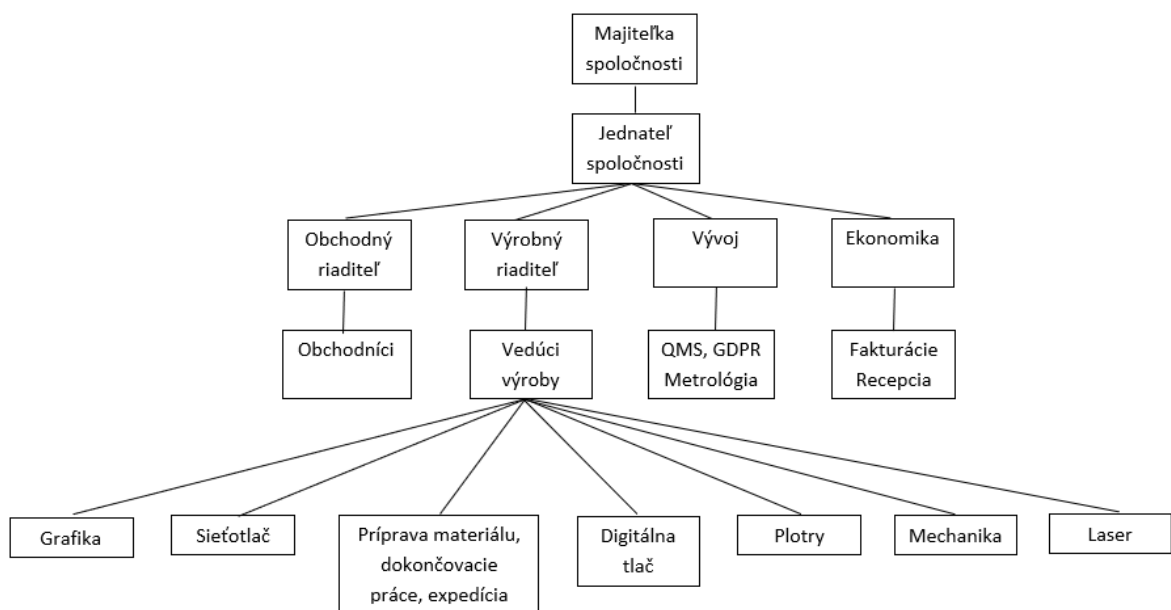 Majiteľka
spoločnosti
Jednateľ
spoločnosti
Obchodný
riaditeľ
Výrobný
riaditeľ
Vývoj
Ekonomika
Obchodníci
Vedúci
výroby
QMS, GDPR
Metrológia
Fakturácie
Recepcia
Grafika
Sieťotlač
Príprava materiálu,
dokončovacie
práce, expedícia
Digitálna
tlač
Plotry
Mechanika
Laser